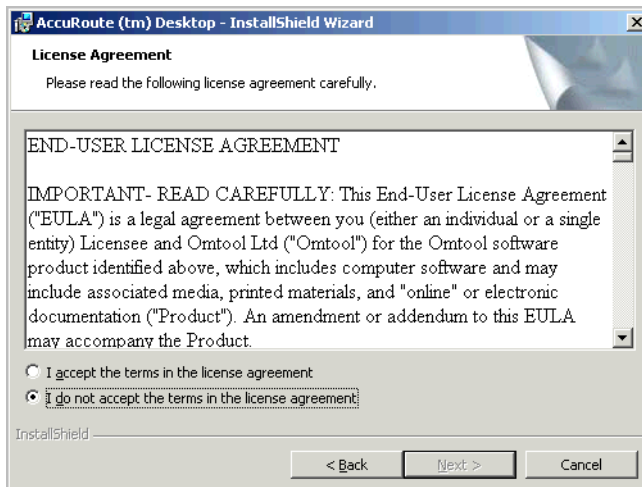 AccuRoute (tm) Desktop - InstallShield Wizard
License Agreement
Please read the following license agreement carefully.
END-USER LICENSE AGREEMENT
IMPORTANT- READ CAREFULLY: This End-User License Agreement
("EULA") is a legal agreement between you (either an individual or a single
entity) Licensee and Omtool Ltd ("Omtool") for the Omtool software
product identified above, which includes computer software and may
include associated media, printed materials, and "online" or electronic
documentation ("Product"). An amendment or addendum to this EULA
may accompany the Product.
I accept the terms in the license agreement
I do not accept the terms in the license agreement
InstallShield
< Back Next > Cancel